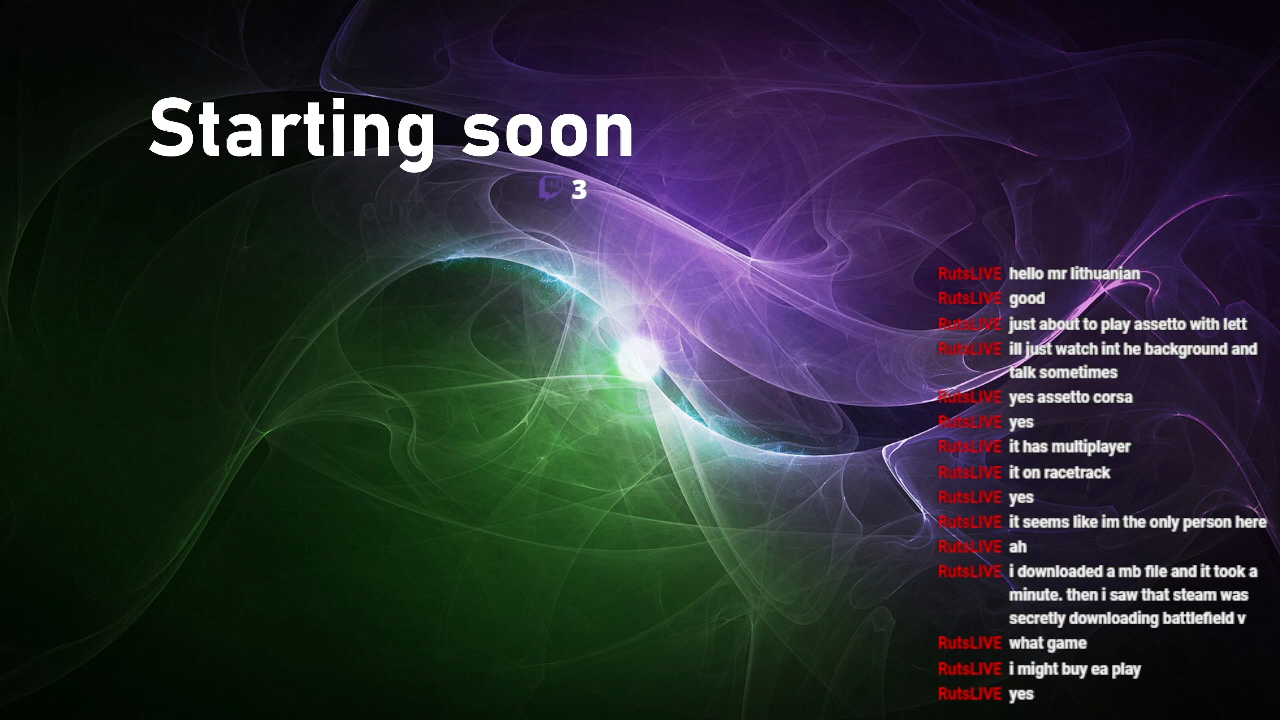 Starting soon
3
RutsLIVE hello mr lithuanian
RutsLIVE good
RutsLIVE just about to play assetto with lett
RutsLIVE ill just watch int he background and
talk sometimes
RutsLIVE yes assetto corsa
RutsLIVE yes
RutsLIVE it has multiplayer
RutsLIVE it on racetrack
RutsLIVE yes
RutsLIVE it seems like im the only person here
RutsLIVE ah
RutsLIVE i downloaded a mb file and it took a
minute. then i saw that steam was
secretly downloading battlefield v
RutsLIVE what game
RutsLIVE i might buy ea play
RutsLIVE yes